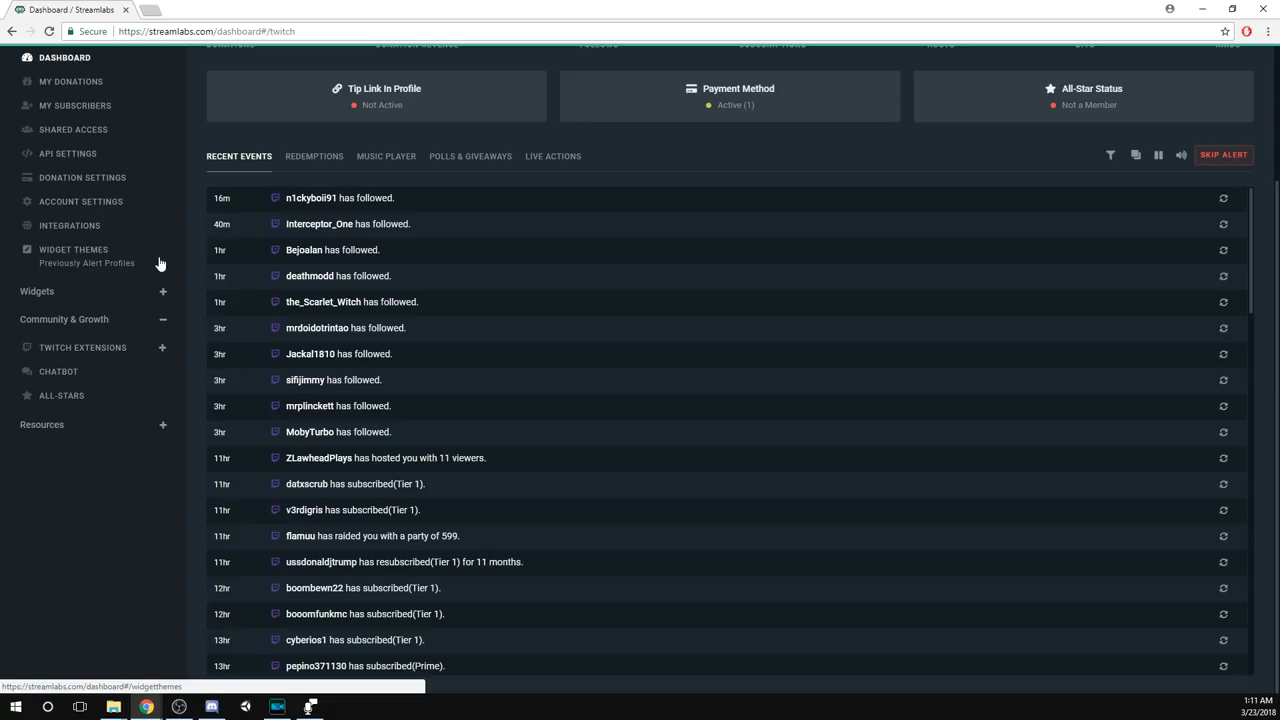 Dashboard / Streamlabs
Secure https://streamlabs.com/dashboard#/twitch
DASHBOARD
MY DONATIONS
MY SUBSCRIBERS
SHARED ACCESS
API SETTINGS
DONATION SETTINGS
ACCOUNT SETTINGS
INTEGRATIONS
WIDGET THEMES
Previously Alert Profiles
Widgets
Community & Growth
TWITCH EXTENSIONS
CHATBOT
ALL-STARS
Resources
Tip Link In Profile
Not Active
Payment Method
Active (1)
All-Star Status
Not a Member
RECENT EVENTS REDEMPTIONS MUSIC PLAYER POLLS & GIVEAWAYS LIVE ACTIONS SKIP ALERT
16m n1ckyboii91 has followed.
40m Interceptor_One has followed.
1hr Bejoalan has followed.
1hr deathmodd has followed.
1hr the_Scarlet_Witch has followed.
3hr mrdoidotrintao has followed.
3hr Jackal1810 has followed.
3hr sifijimmy has followed.
3hr mrplinckett has followed.
3hr MobyTurbo has followed.
11hr ZLawheadPlays has hosted you with 11 viewers.
11hr datxscrub has subscribed(Tier 1).
11hr v3rdigris has subscribed(Tier 1).
11hr flamuu has raided you with a party of 599.
11hr ussdonaldjtrump has resubscribed(Tier 1) for 11 months.
12hr boombewn22 has subscribed(Tier 1).
12hr booomfunkmc has subscribed(Tier 1).
13hr cyberios1 has subscribed(Tier 1).
13hr pepino371130 has subscribed(Prime).
https://streamlabs.com/dashboard#/widgetthemes
1:11 AM
3/23/2018